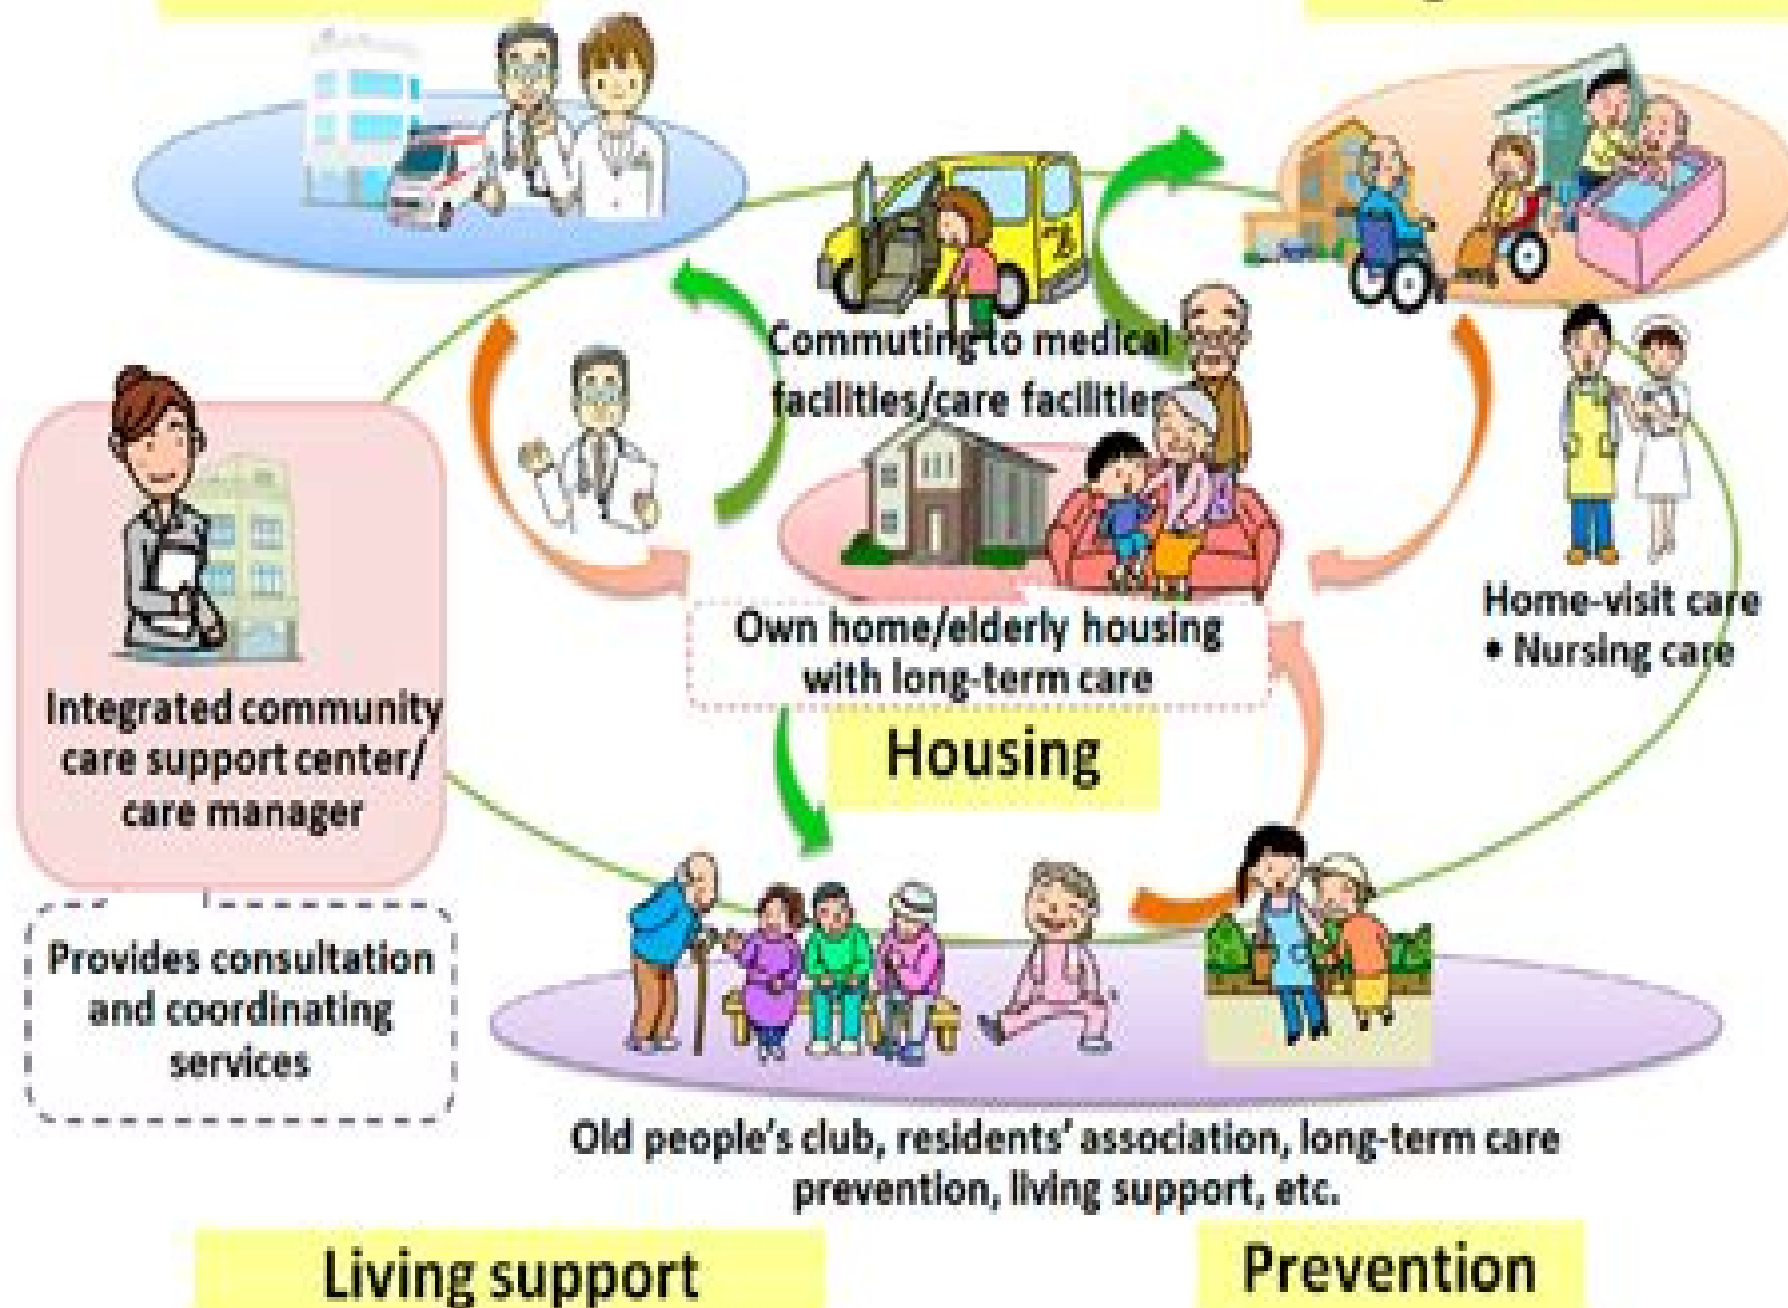 Commuting to medical
facilities/care facilities
Home-visit care
• Nursing care
Own home/elderly housing
with long-term care
Housing
Integrated community
care support center/
care manager
Provides consultation
and coordinating
services
Old people's club, residents' association, long-term care
prevention, living support, etc.
Living support
Prevention